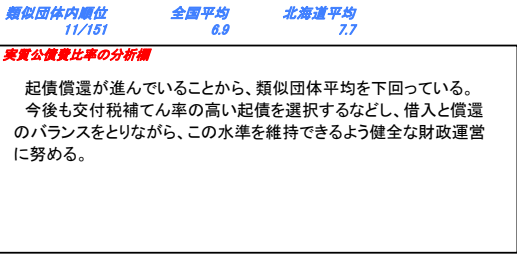 類似団体内順位 全国平均 北海道平均
11/151 6.9 7.7
実質公債費比率の分析欄
起債償還が進んでいることから、類似団体平均を下回っている。
今後も交付税補てん率の高い起債を選択するなどし、借入と償還
のバランスをとりながら、この水準を維持できるよう健全な財政運営
に努める。